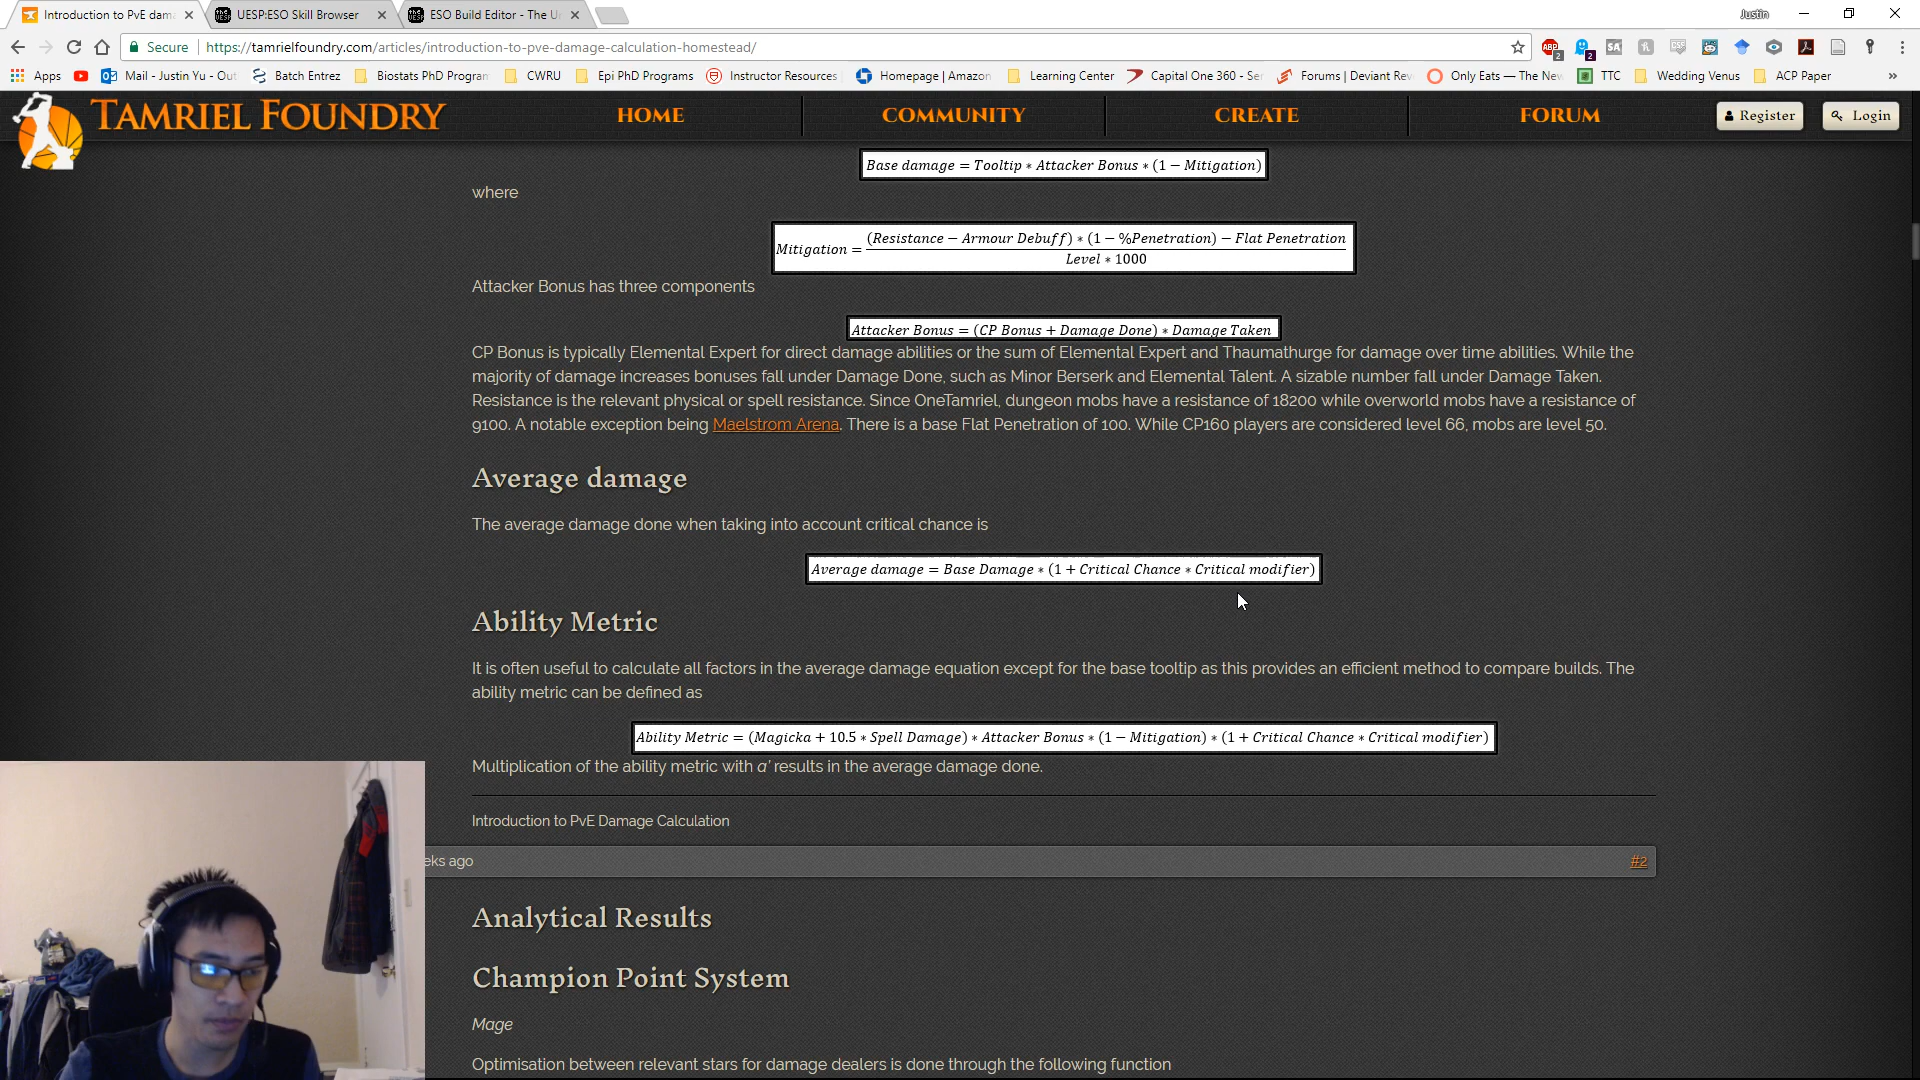 Introduction to PvE dam
UESP:ESO Skill Browser
ESO Build Editor - The U
Justin
Secure
https://tamrielfoundry.com/articles/introduction-to-pve-damage-calculation-homestead/
Apps
Mail - Justin Yu - Out
Batch Entrez
Biostats PhD Program
CWRU
Epi PhD Programs
Instructor Resources
Homepage | Amazon
Learning Center
Capital One 360 - Ser
Forums | Deviant Rev
Only Eats — The New
TTC
Wedding Venus
ACP Paper
TAMRIEL FOUNDRY
HOME
COMMUNITY
CREATE
FORUM
Register
Login
Base damage = Tooltip * Attacker Bonus * (1 − Mitigation)
where
Mitigation = (Resistance − Armour Debuff) * (1 − %Penetration) − Flat Penetration
Level * 1000
Attacker Bonus has three components
Attacker Bonus = (CP Bonus + Damage Done) * Damage Taken
CP Bonus is typically Elemental Expert for direct damage abilities or the sum of Elemental Expert and Thaumathurge for damage over time abilities. While the
majority of damage increases bonuses fall under Damage Done, such as Minor Berserk and Elemental Talent. A sizable number fall under Damage Taken.
Resistance is the relevant physical or spell resistance. Since OneTamriel, dungeon mobs have a resistance of 18200 while overworld mobs have a resistance of
9100. A notable exception being Maelstrom Arena. There is a base Flat Penetration of 100. While CP160 players are considered level 66, mobs are level 50.
Average damage
The average damage done when taking into account critical chance is
Average damage = Base Damage * (1 + Critical Chance * Critical modifier)
Ability Metric
It is often useful to calculate all factors in the average damage equation except for the base tooltip as this provides an efficient method to compare builds. The
ability metric can be defined as
Ability Metric = (Magicka + 10.5 * Spell Damage) * Attacker Bonus * (1 − Mitigation) * (1 + Critical Chance * Critical modifier)
Multiplication of the ability metric with α' results in the average damage done.
Introduction to PvE Damage Calculation
eks ago
#2
Analytical Results
Champion Point System
Mage
Optimisation between relevant stars for damage dealers is done through the following function